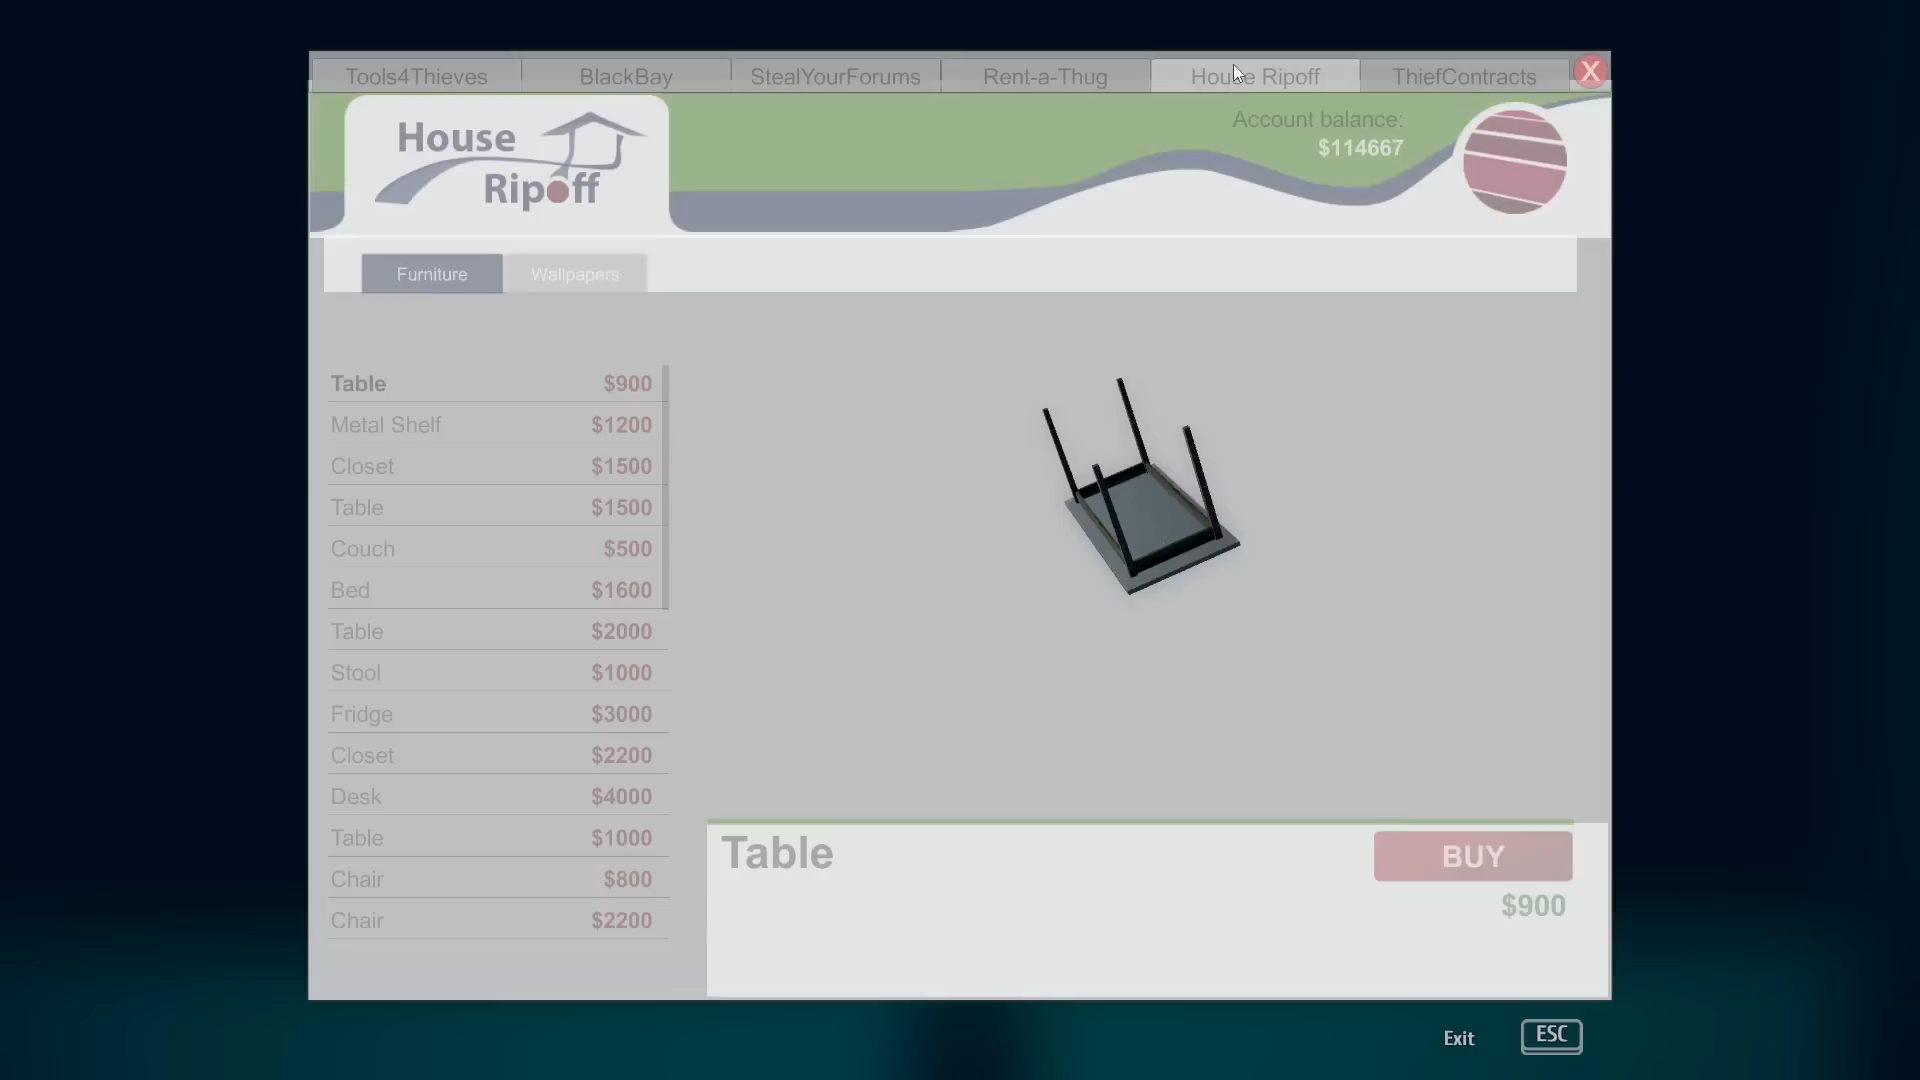 Tools4Thieves BlackBay StealYourForums Rent-a-Thug House Ripoff ThiefContracts X
House Ripoff
Account balance:
$114667
Furniture Wallpapers
Table $900
Metal Shelf $1200
Closet $1500
Table $1500
Couch $500
Bed $1600
Table $2000
Stool $1000
Fridge $3000
Closet $2200
Desk $4000
Table $1000
Chair $800
Chair $2200
Table
BUY
$900
Exit ESC